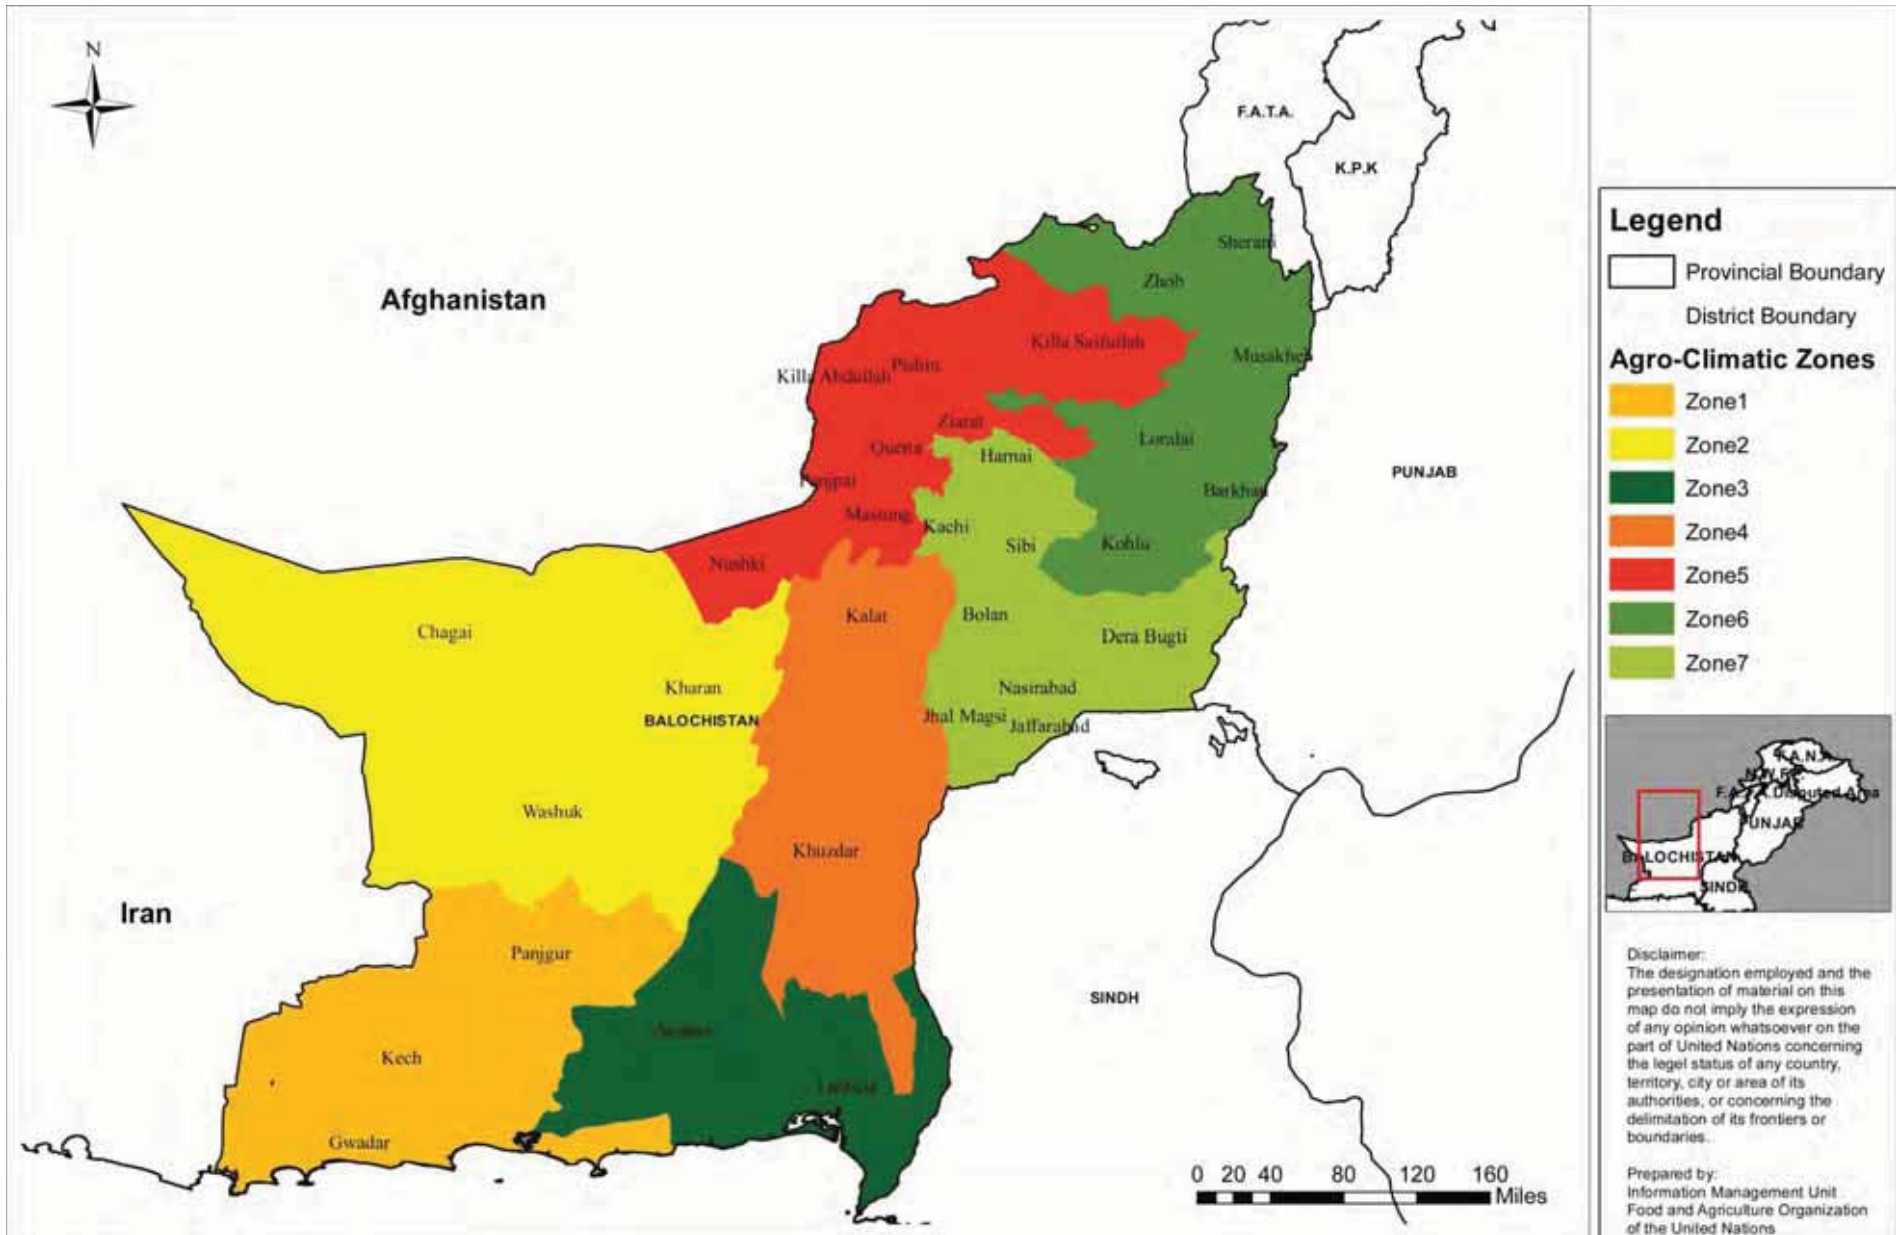 N
F.A.T.A.
K.P.K
Afghanistan
Sherani
Zhob
Killa Saifullah
Musakhel
Killa Abdullah
Pishin
Ziarat
Loralai
Quetta
Harnai
PUNJAB
Barkhan
Mastung
Kachi
Sibi
Kohlu
Nushki
Kalat
Bolan
Chagai
Dera Bugti
Kharan
Nasirabad
BALOCHISTAN
Jhal Magsi
Jaffarabad
Washuk
Khuzdar
Iran
Panjgur
SINDH
Kech
Gwadar
0 20 40 80 120 160
Miles
Legend
Provincial Boundary
District Boundary
Agro-Climatic Zones
Zone1
Zone2
Zone3
Zone4
Zone5
Zone6
Zone7
F.A.N.A
Disputed Area
PUNJAB
BALOCHISTAN
SINDH
Disclaimer:
The designation employed and the
presentation of material on this
map do not imply the expression
of any opinion whatsoever on the
part of United Nations concerning
the legel status of any country,
territory, city or area of its
authorities, or concerning the
delimitation of its frontiers or
boundaries.
Prepared by:
Information Management Unit
Food and Agriculture Organization
of the United Nations